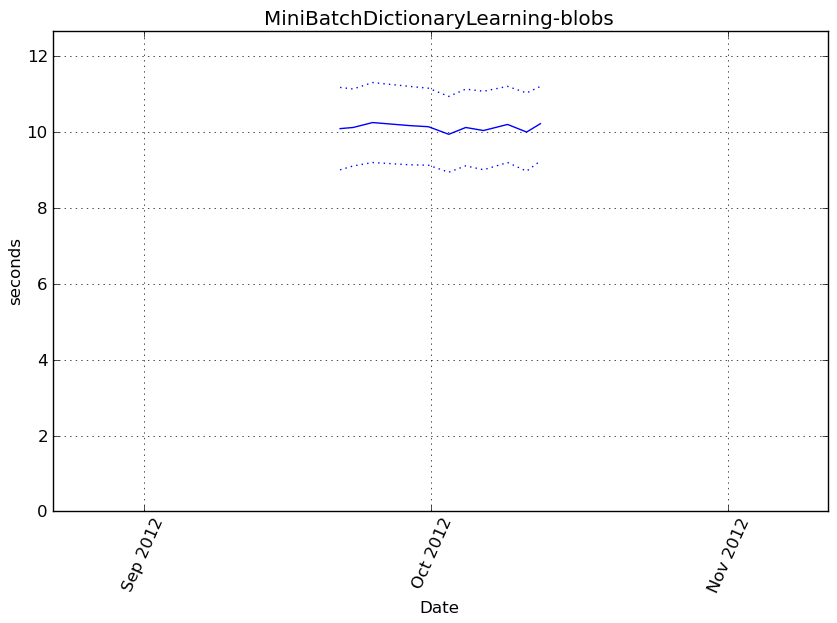 MiniBatchDictionaryLearning-blobs
12
10
8
6
4
2
0
seconds
Sep 2012
Oct 2012
Nov 2012
Date